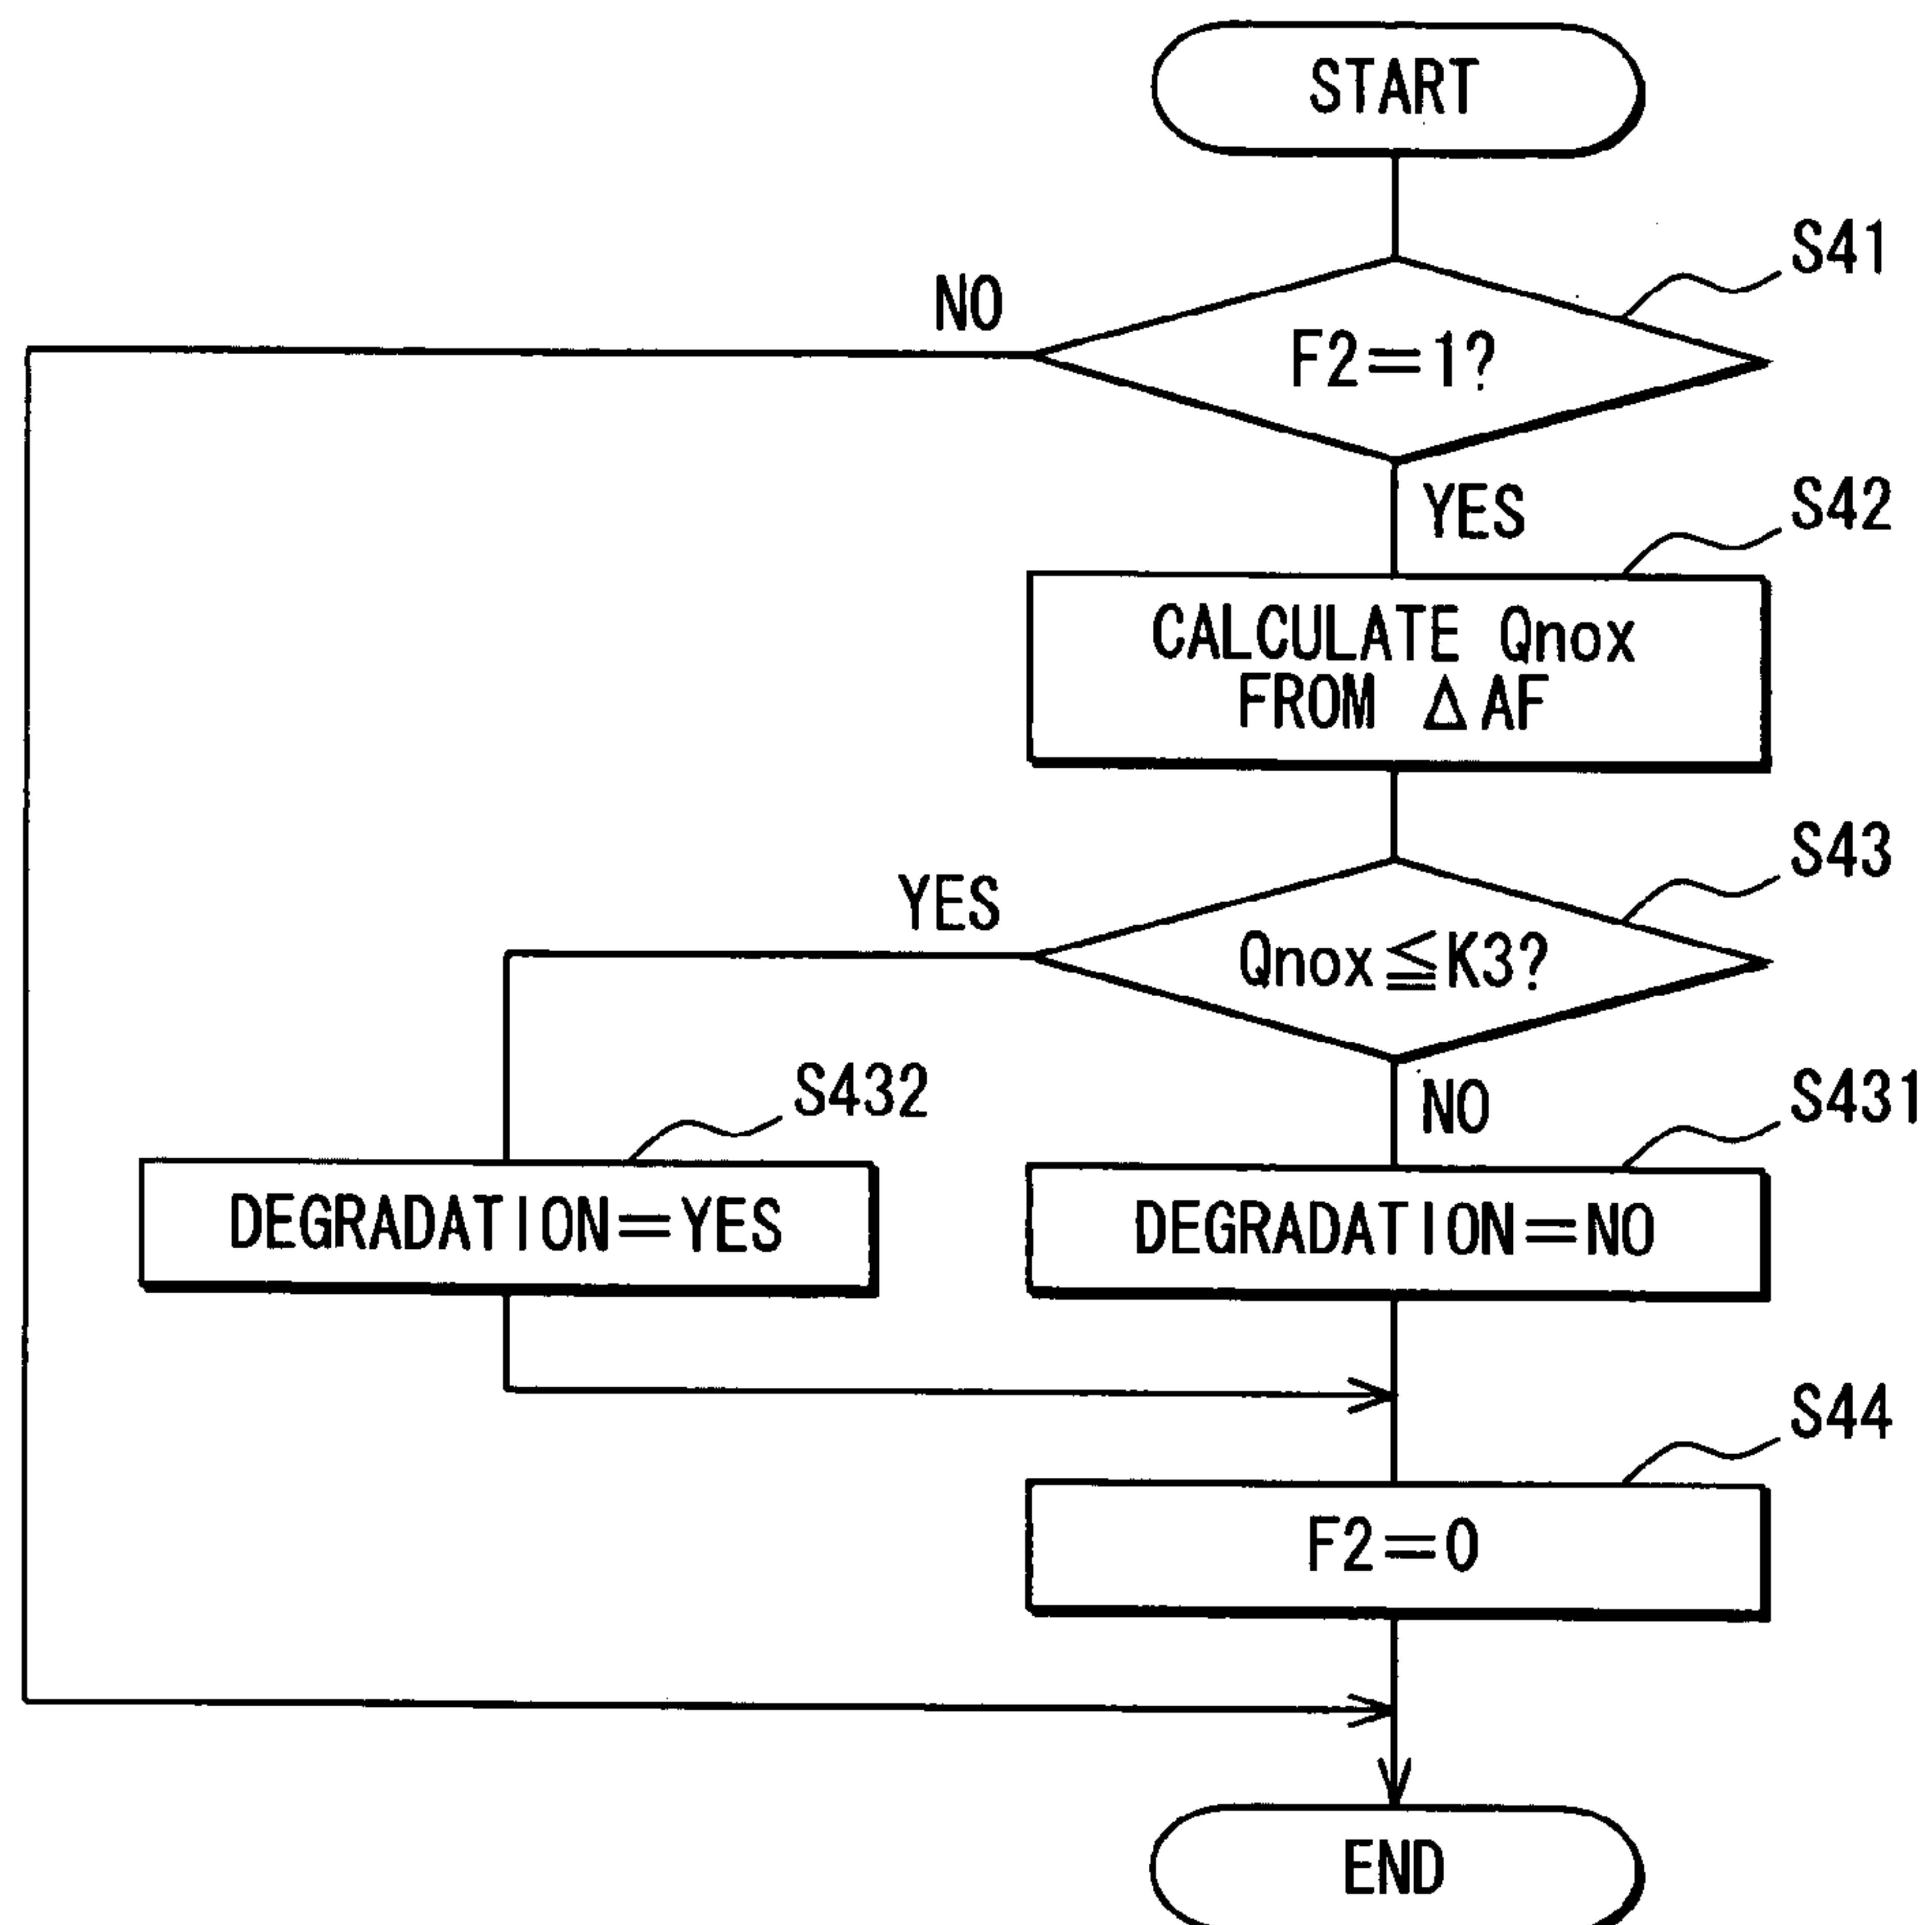 START
S41
NO
F2=1?
YES
S42
CALCULATE Qnox
FROM ΔAF
S43
YES
Qnox≦K3?
S432
NO
S431
DEGRADATION=YES
DEGRADATION=NO
S44
F2=0
END